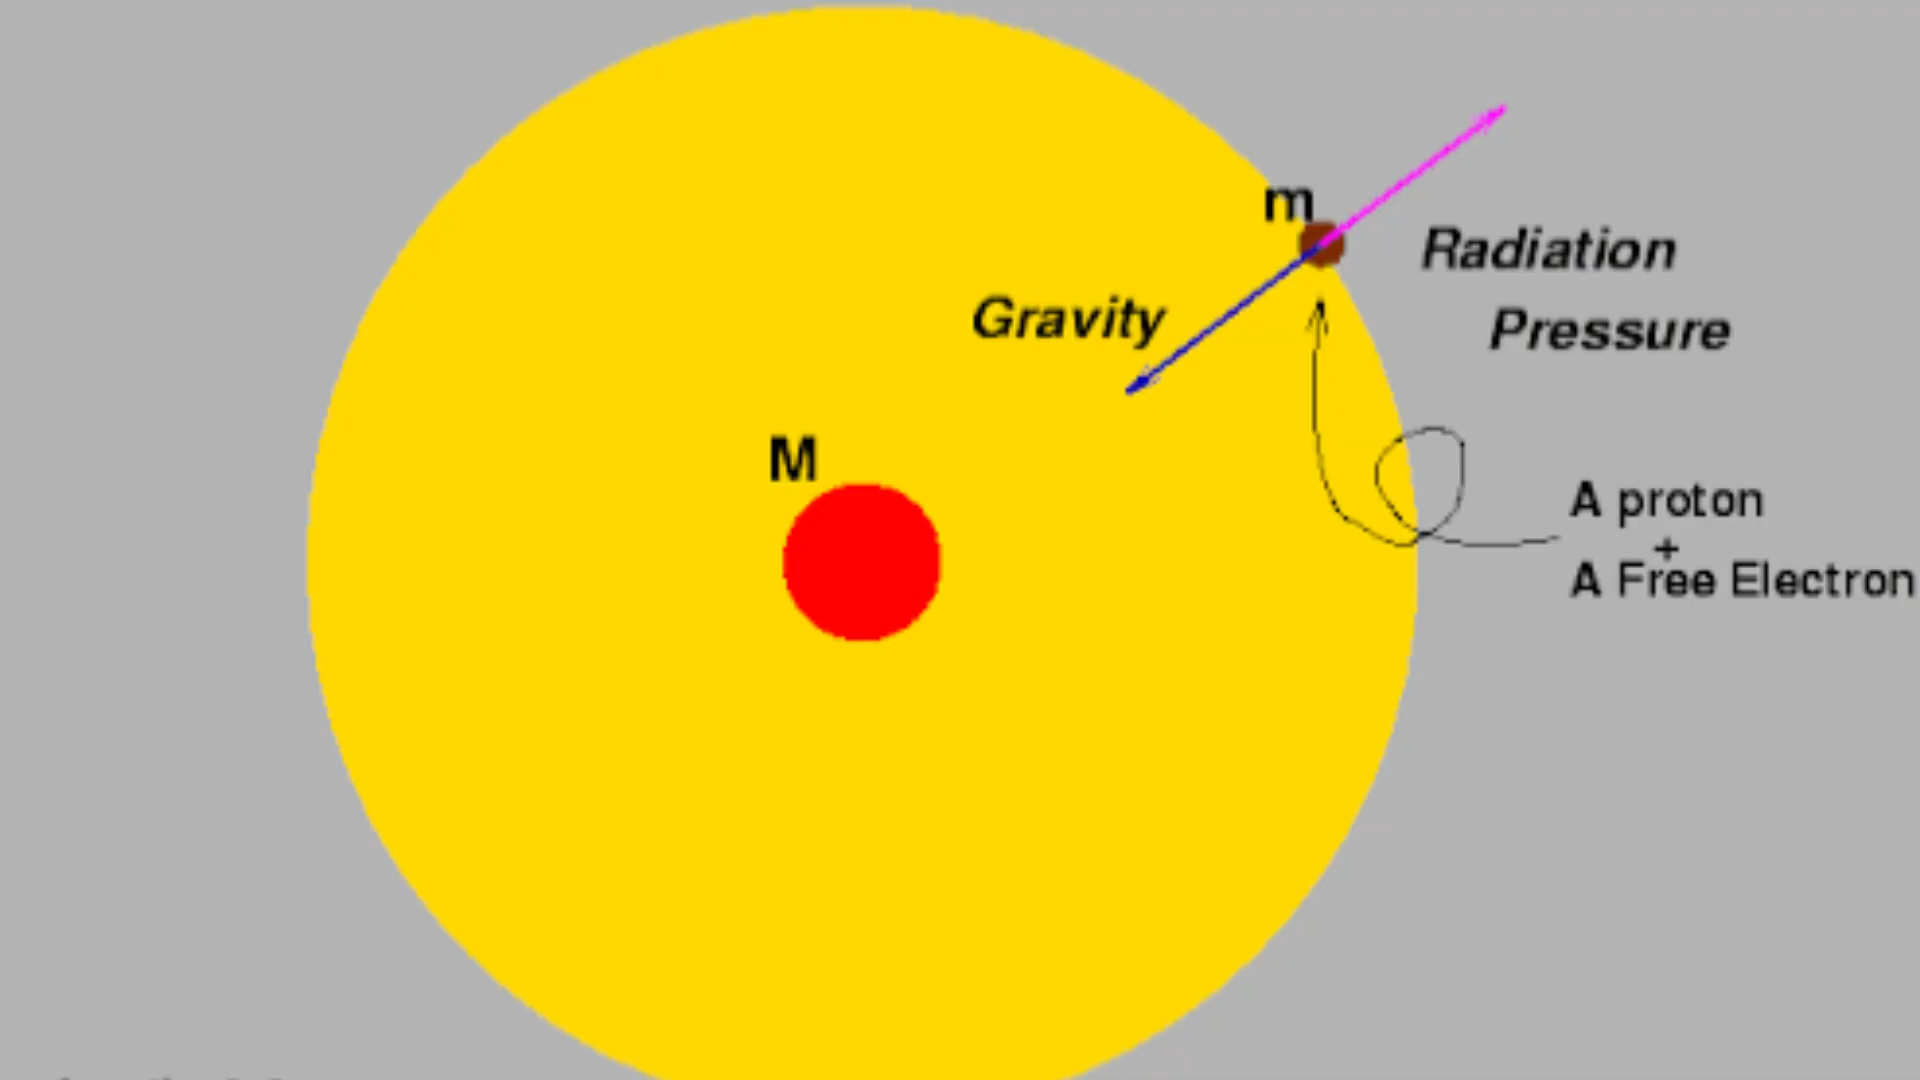 m
Radiation
Pressure
Gravity
M
A proton
+
A Free Electron